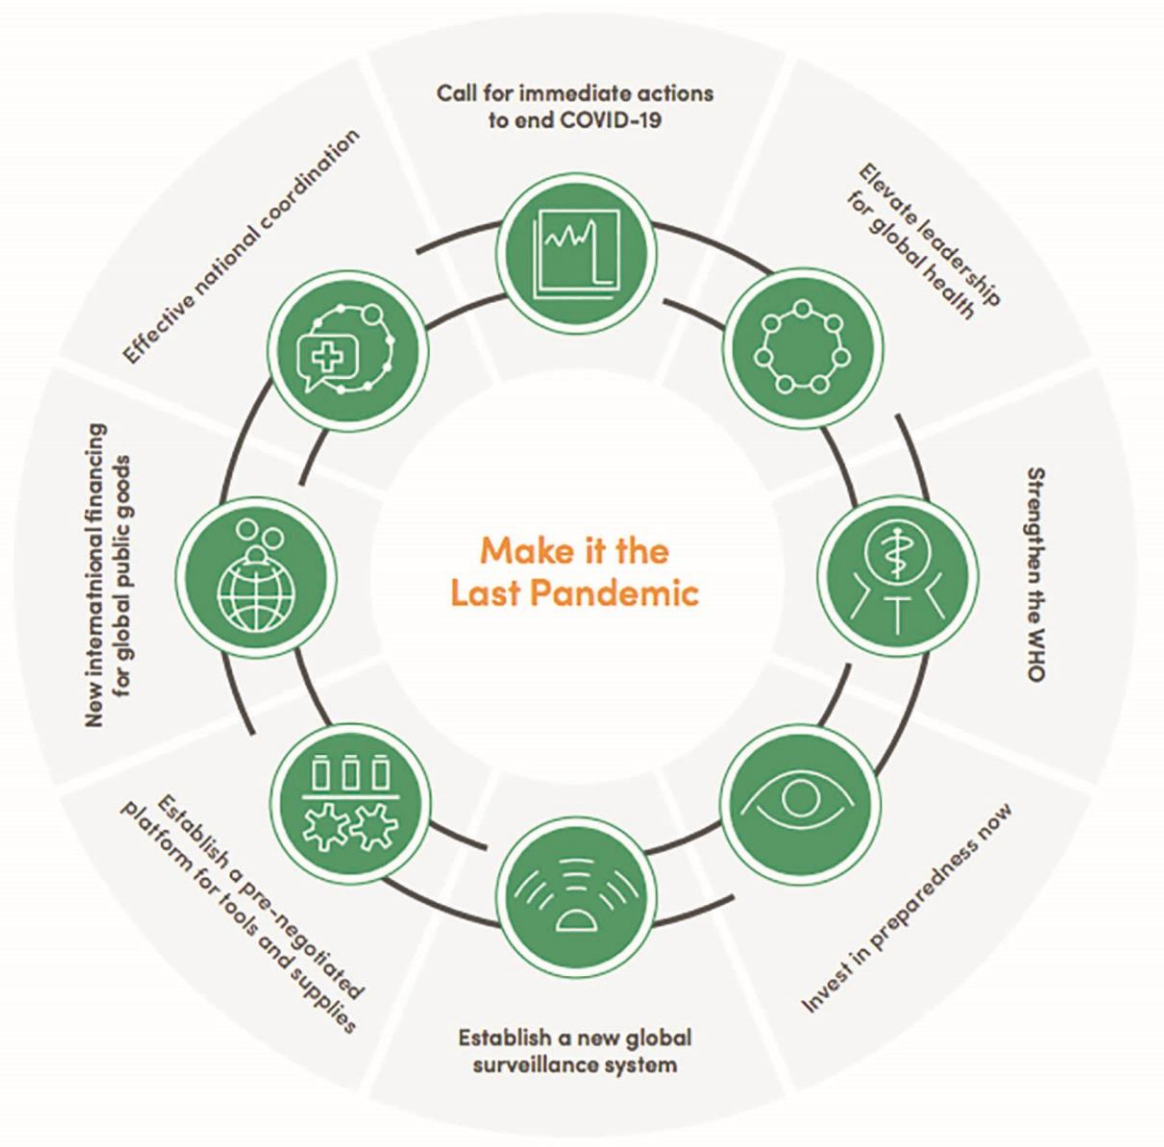 Call for immediate actions
to end COVID-19
Elevate leadership
for global health
Strengthen the WHO
Invest in preparedness now
Establish a new global
surveillance system
Establish a pre-negotiated
platform for tools and supplies
New internatnional financing
for global public goods
Effective national coordination
Make it the
Last Pandemic